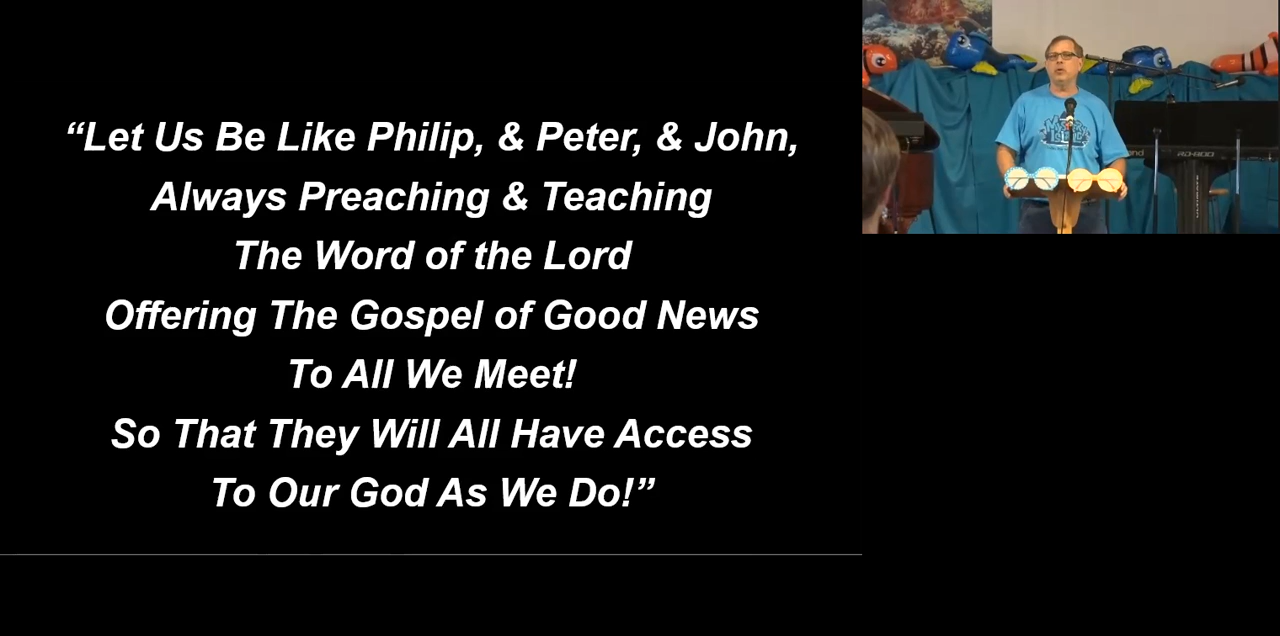 “Let Us Be Like Philip, & Peter, & John,
Always Preaching & Teaching
The Word of the Lord
Offering The Gospel of Good News
To All We Meet!
So That They Will All Have Access
To Our God As We Do!”
RD-800